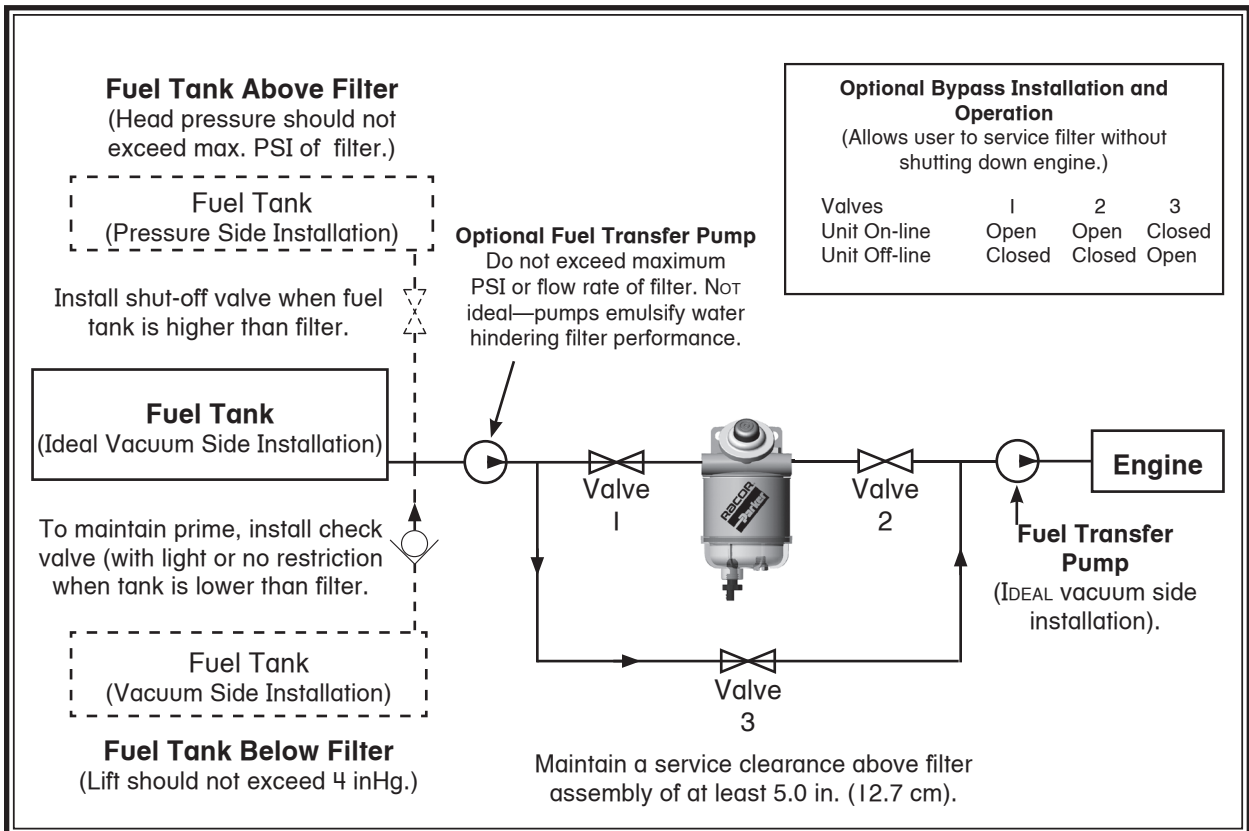 Fuel Tank Above Filter
(Head pressure should not
exceed max. PSI of filter.)
Fuel Tank
(Pressure Side Installation)
Install shut-off valve when fuel
tank is higher than filter.
Fuel Tank
(Ideal Vacuum Side Installation)
To maintain prime, install check
valve (with light or no restriction
when tank is lower than filter.
Fuel Tank
(Vacuum Side Installation)
Fuel Tank Below Filter
(Lift should not exceed 4 inHg.)
Optional Fuel Transfer Pump
Do not exceed maximum
PSI or flow rate of filter. NOT
ideal—pumps emulsify water
hindering filter performance.
Optional Bypass Installation and
Operation
(Allows user to service filter without
shutting down engine.)
Valves 1 2 3
Unit On-line Open Open Closed
Unit Off-line Closed Closed Open
Valve
1
RACOR
Parker
Valve
2
Valve
3
Engine
Fuel Transfer
Pump
(IDEAL vacuum side
installation).
Maintain a service clearance above filter
assembly of at least 5.0 in. (12.7 cm).